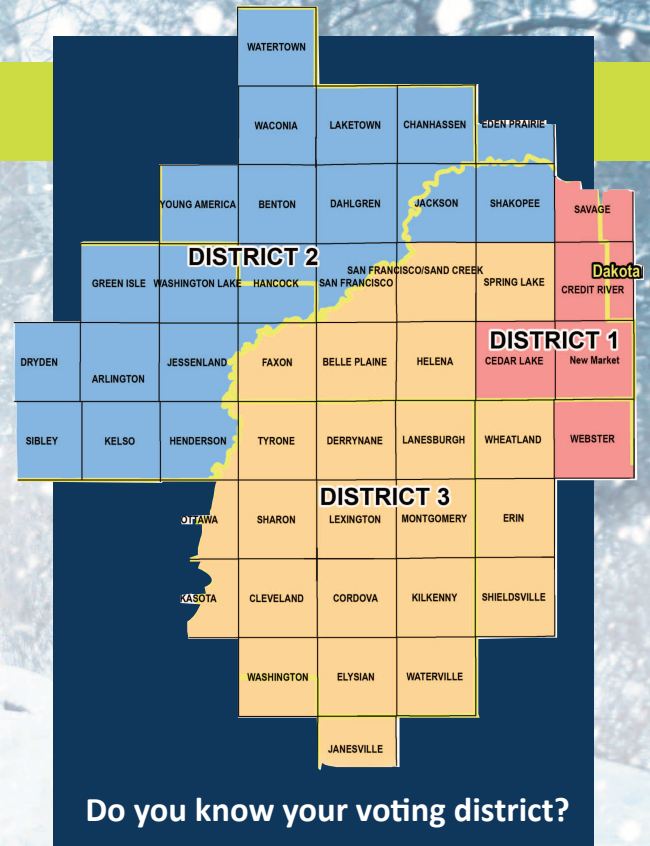 WATERTOWN
WACONIA LAKETOWN CHANHASSEN EDEN PRAIRIE
YOUNG AMERICA BENTON DAHLGREN JACKSON SHAKOPEE SAVAGE
DISTRICT 2
SAN FRANCISCO/SAND CREEK Dakota
GREEN ISLE WASHINGTON LAKE HANCOCK SAN FRANCISCO SPRING LAKE CREDIT RIVER
DISTRICT 1
DRYDEN ARLINGTON JESSENLAND FAXON BELLE PLAINE HELENA CEDAR LAKE New Market
SIBLEY KELSO HENDERSON TYRONE DERRYNANE LANESBURGH WHEATLAND WEBSTER
DISTRICT 3
OTTAWA SHARON LEXINGTON MONTGOMERY ERIN
KASOTA CLEVELAND CORDOVA KILKENNY SHIELDSVILLE
WASHINGTON ELYSIAN WATERVILLE
JANESVILLE
Do you know your voting district?